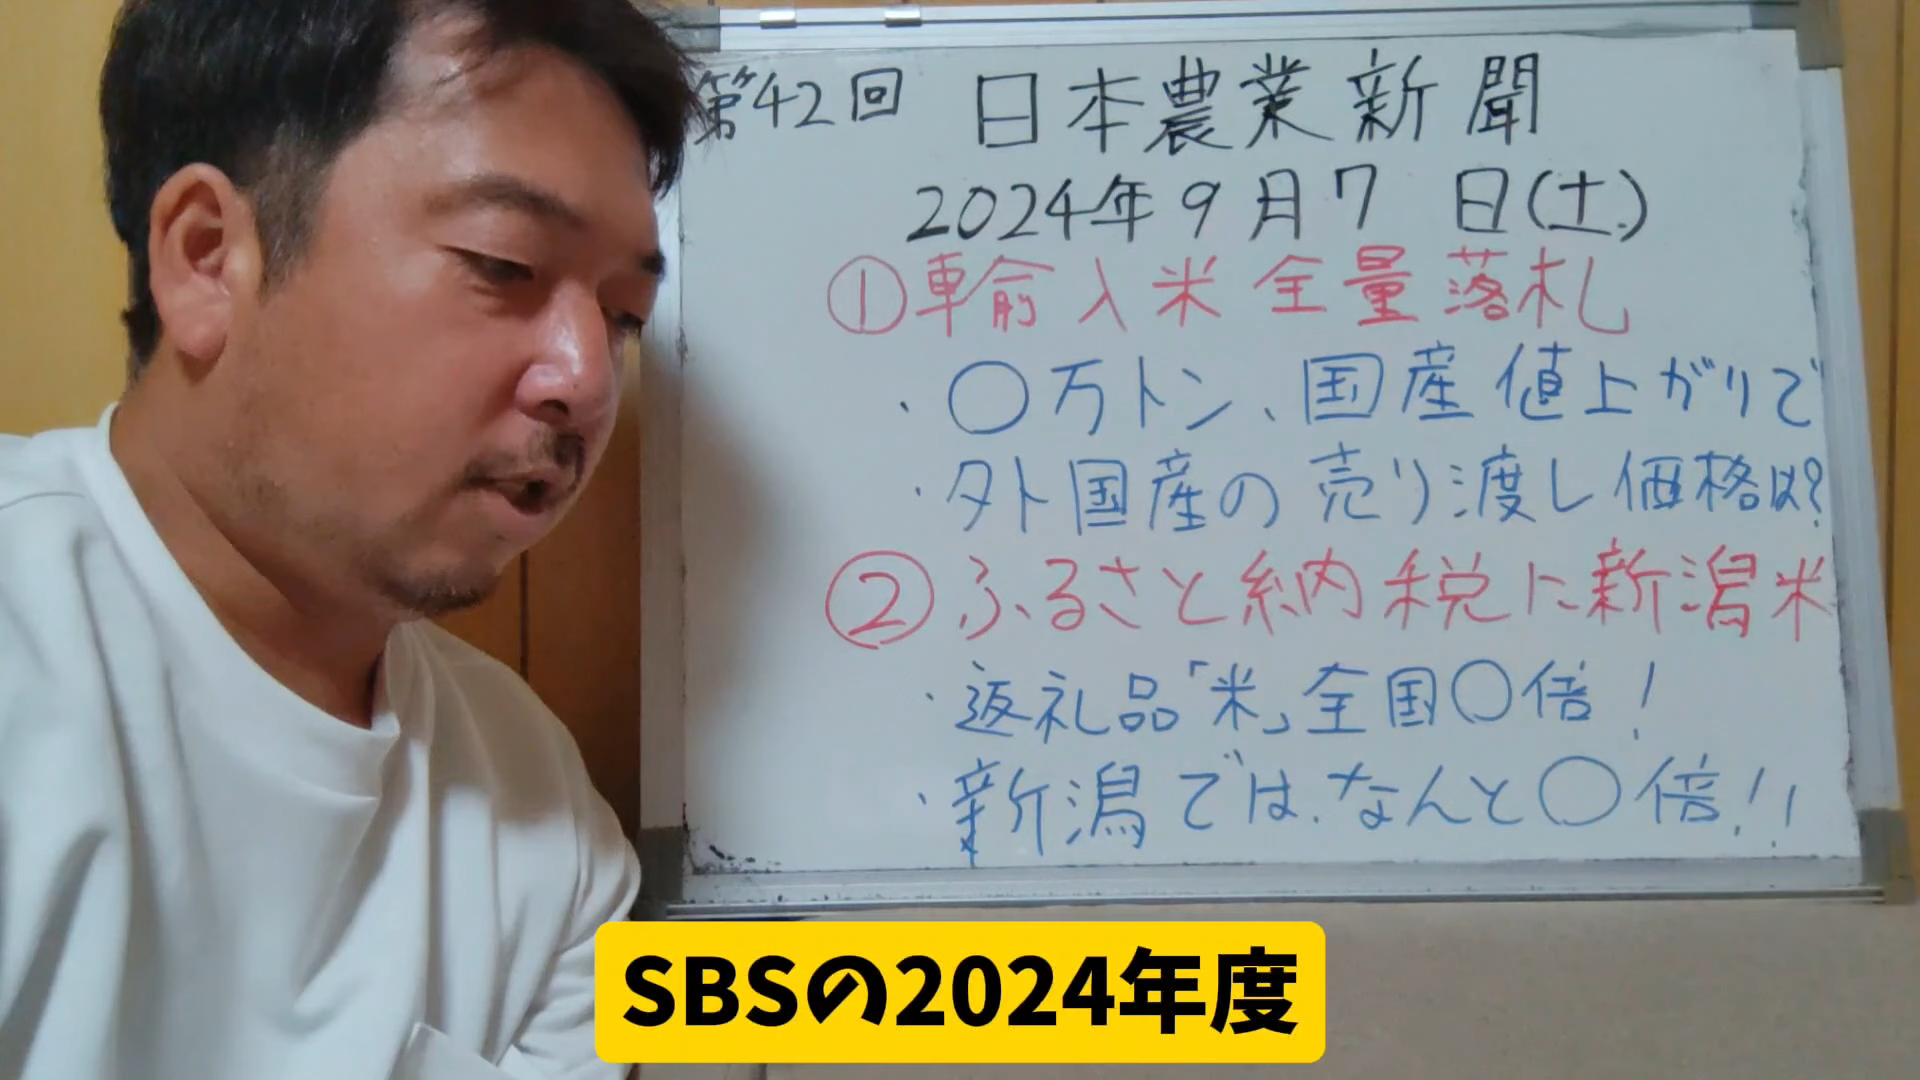 第42回 日本農業新聞
2024年9月7日(土)
①輸入米全量落札
・〇万トン、国産値上がりで
・外国産の売り渡し価格は?
②ふるさと納税に新潟米
・返礼品「米」全国〇倍!
・新潟では、なんと〇倍!!
SBSの2024年度